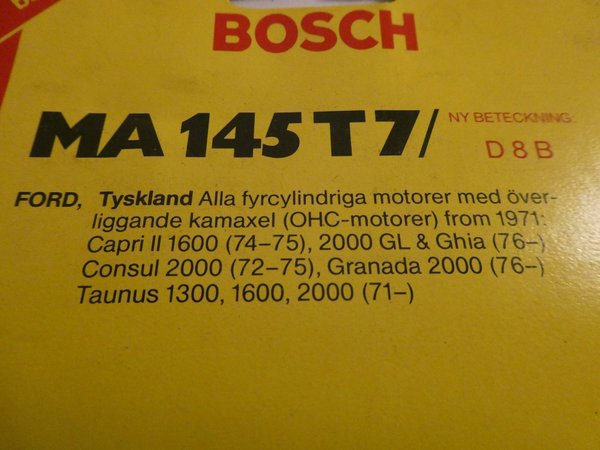 BOSCH
MA 145 T 7/
NY BETECKNING:
D 8 B
FORD, Tyskland Alla fyrcylindriga motorer med över-
liggande kamaxel (OHC-motorer) from 1971:
Capri II 1600 (74–75), 2000 GL & Ghia (76–)
Consul 2000 (72–75), Granada 2000 (76–)
Taunus 1300, 1600, 2000 (71–)